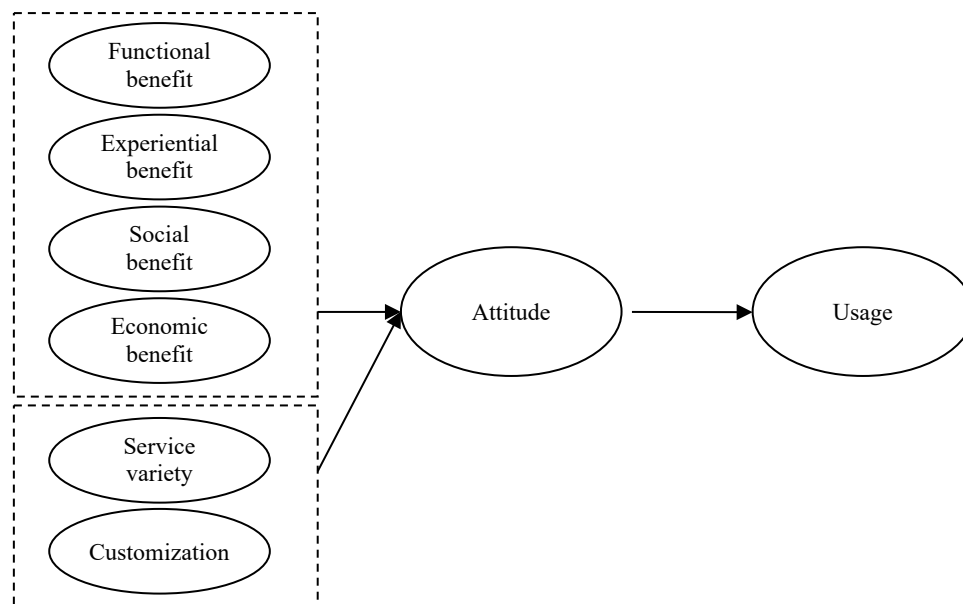 Functional
benefit
Experiential
benefit
Social
benefit
Economic
benefit
Attitude
Usage
Service
variety
Customization